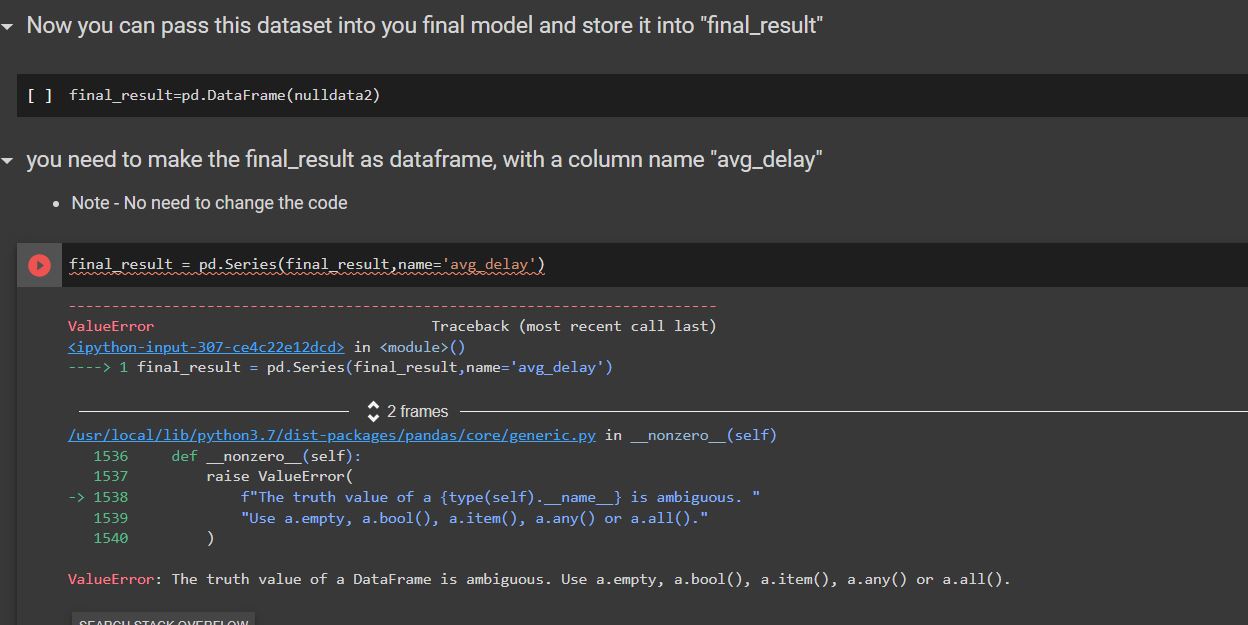 Now you can pass this dataset into you final model and store it into "final_result"
[ ] final_result=pd.DataFrame(nulldata2)
you need to make the final_result as dataframe, with a column name "avg_delay"
• Note - No need to change the code
final_result = pd.Series(final_result,name='avg_delay')
---------------------------------------------------------------------------
ValueError Traceback (most recent call last)
<ipython-input-307-ce4c22e12dcd> in <module>()
----> 1 final_result = pd.Series(final_result,name='avg_delay')
2 frames
/usr/local/lib/python3.7/dist-packages/pandas/core/generic.py in __nonzero__(self)
1536 def __nonzero__(self):
1537 raise ValueError(
-> 1538 f"The truth value of a {type(self).__name__} is ambiguous. "
1539 "Use a.empty, a.bool(), a.item(), a.any() or a.all()."
1540 )
ValueError: The truth value of a DataFrame is ambiguous. Use a.empty, a.bool(), a.item(), a.any() or a.all().
SEARCH STACK OVERFLOW